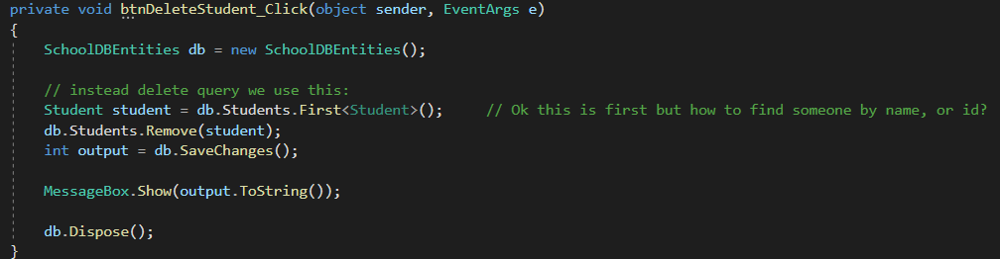 private void btnDeleteStudent_Click(object sender, EventArgs e)
{
SchoolDBEntities db = new SchoolDBEntities();
// instead delete query we use this:
Student student = db.Students.First<Student>(); // Ok this is first but how to find someone by name, or id?
db.Students.Remove(student);
int output = db.SaveChanges();
MessageBox.Show(output.ToString());
db.Dispose();
}